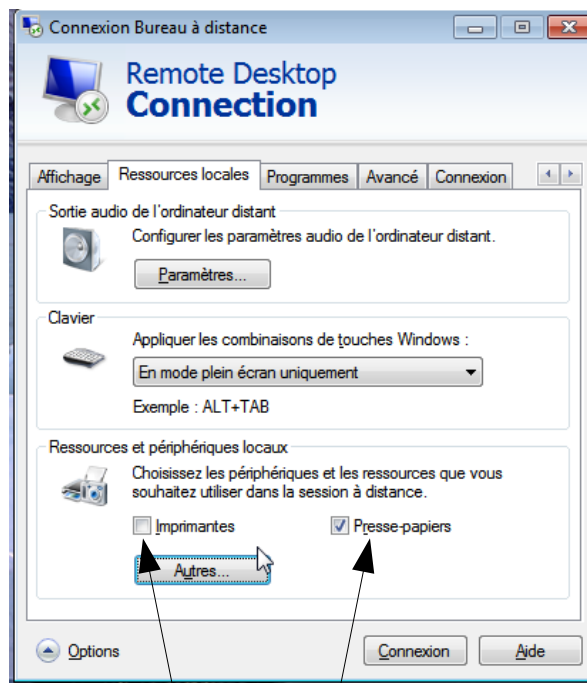 Connexion Bureau à distance
Remote Desktop
Connection
Affichage Ressources locales Programmes Avancé Connexion
Sortie audio de l'ordinateur distant
Configurer les paramètres audio de l'ordinateur distant.
Paramètres...
Clavier
Appliquer les combinaisons de touches Windows :
En mode plein écran uniquement
Exemple : ALT+TAB
Ressources et périphériques locaux
Choisissez les périphériques et les ressources que vous
souhaitez utiliser dans la session à distance.
Imprimantes Presse-papiers
Autres...
Options Connexion Aide